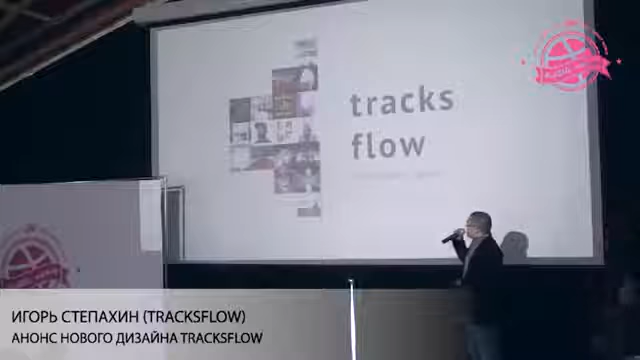 tracks
flow
ИГОРЬ СТЕПАХИН (TRACKSFLOW)
АНОНС НОВОГО ДИЗАЙНА TRACKSFLOW